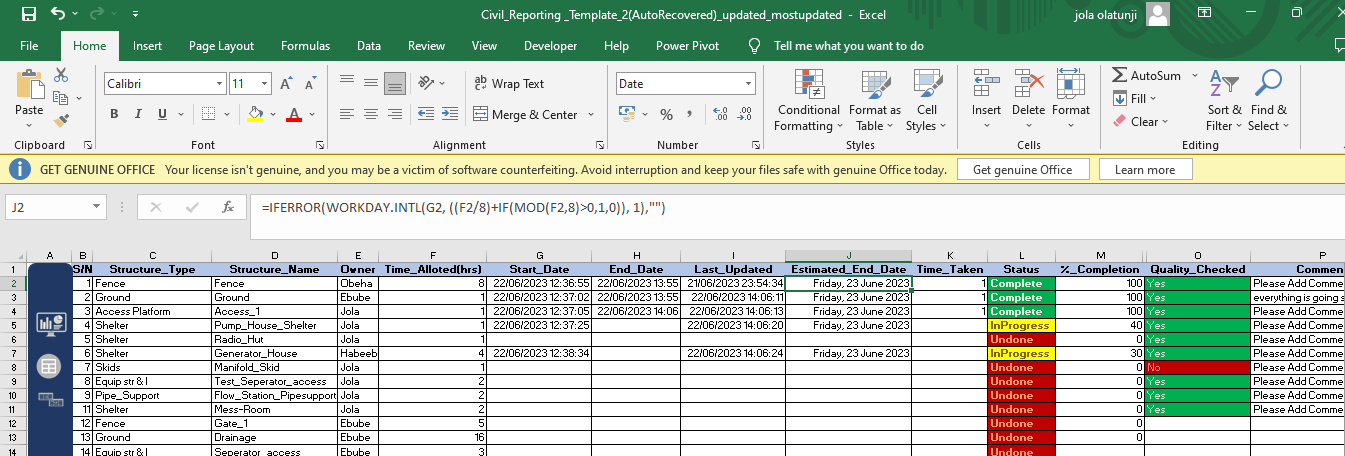 Civil_Reporting _Template_2(AutoRecovered)_updated_mostupdated - Excel
jola olatunji
File Home Insert Page Layout Formulas Data Review View Developer Help Power Pivot Tell me what you want to do
Paste
Clipboard
Calibri 11
B I U
Font
Wrap Text
Merge & Center
Alignment
Date
Number
Conditional Formatting
Format as Table
Cell Styles
Styles
Insert Delete Format
Cells
AutoSum
Fill
Clear
Sort & Filter
Find & Select
Editing
GET GENUINE OFFICE Your license isn't genuine, and you may be a victim of software counterfeiting. Avoid interruption and keep your files safe with genuine Office today. Get genuine Office Learn more
J2 fx =IFERROR(WORKDAY.INTL(G2, ((F2/8)+IF(MOD(F2,8)>0,1,0)), 1),"")
A B C D E F G H I J K L M O P
1 S/N Structure_Type Structure_Name Owner Time_Alloted(hrs) Start_Date End_Date Last_Updated Estimated_End_Date Time_Taken Status %_Completion Quality_Checked Commen
2 1 Fence Fence Obeha 8 22/06/2023 12:36:55 22/06/2023 13:55 21/06/2023 23:54:34 Friday, 23 June 2023 1 Complete 100 Yes Please Add Comme
3 2 Ground Ground Ebube 1 22/06/2023 12:37:02 22/06/2023 13:55 22/06/2023 14:06:11 Friday, 23 June 2023 1 Complete 100 Yes everything is going s
4 3 Access Platform Access_1 Jola 1 22/06/2023 12:37:05 22/06/2023 14:06 22/06/2023 14:06:13 Friday, 23 June 2023 1 Complete 100 Yes Please Add Comme
5 4 Shelter Pump_House_Shelter Jola 1 22/06/2023 12:37:25 22/06/2023 14:06:20 Friday, 23 June 2023 InProgress 40 Yes Please Add Comme
6 5 Shelter Radio_Hut Jola 1 Undone 0 Yes Please Add Comme
7 6 Shelter Generator_House Habeeb 4 22/06/2023 12:38:34 22/06/2023 14:06:24 Friday, 23 June 2023 InProgress 30 Yes Please Add Comme
8 7 Skids Manifold_Skid Jola 1 Undone 0 No Please Add Comme
9 8 Equip str & I Test_Seperator_access Jola 2 Undone 0 Yes Please Add Comme
10 9 Pipe_Support Flow_Station_Pipesupport Jola 2 Undone 0 Yes Please Add Comme
11 11 Shelter Mess-Room Jola 2 Undone 0 Yes Please Add Comme
12 12 Fence Gate_1 Ebube 5 Undone 0
13 13 Ground Drainage Ebube 16 Undone 0
14 14 Equip str & I Seperator_access Ebube 3 Undone